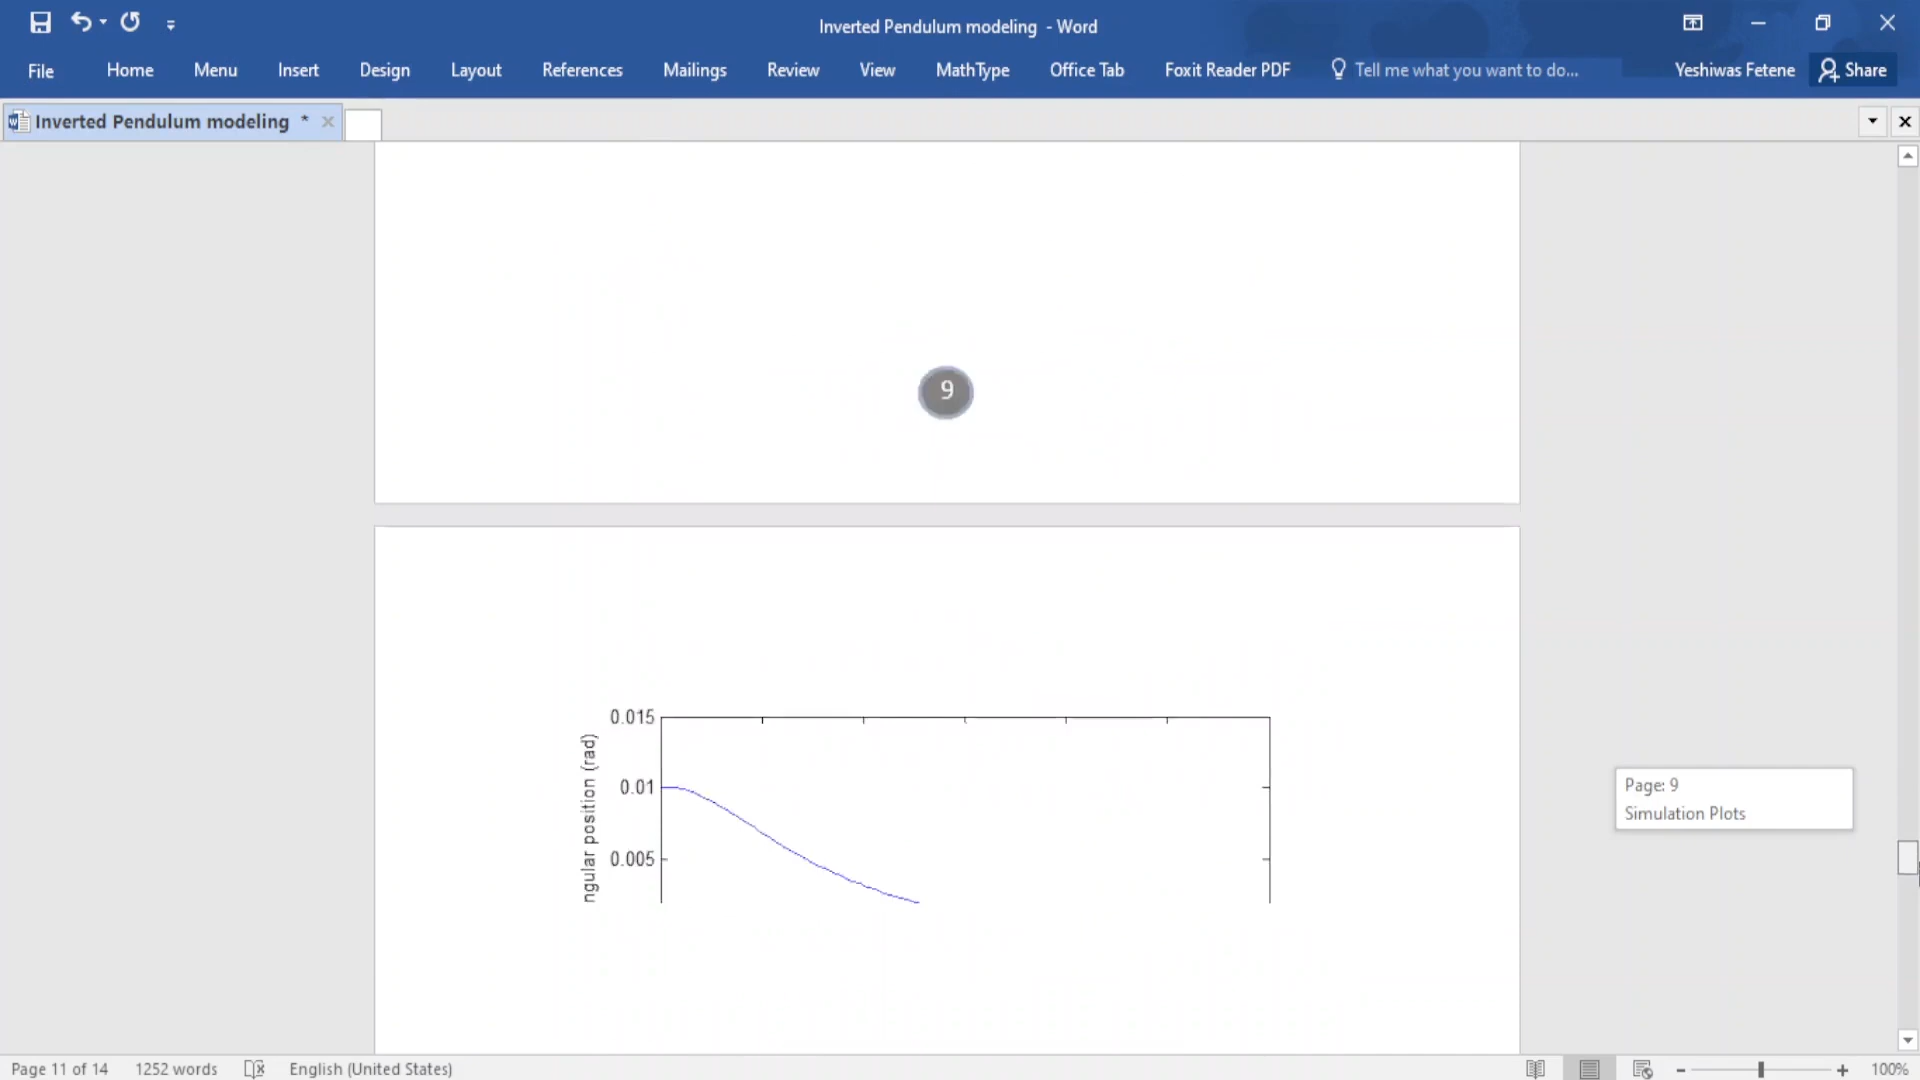 Inverted Pendulum modeling - Word
File Home Menu Insert Design Layout References Mailings Review View MathType Office Tab Foxit Reader PDF Tell me what you want to do... Yeshiwas Fetene Share
Inverted Pendulum modeling *
9
0.015
0.01
0.005
ngular position (rad)
Page: 9
Simulation Plots
Page 11 of 14 1252 words English (United States) 100%